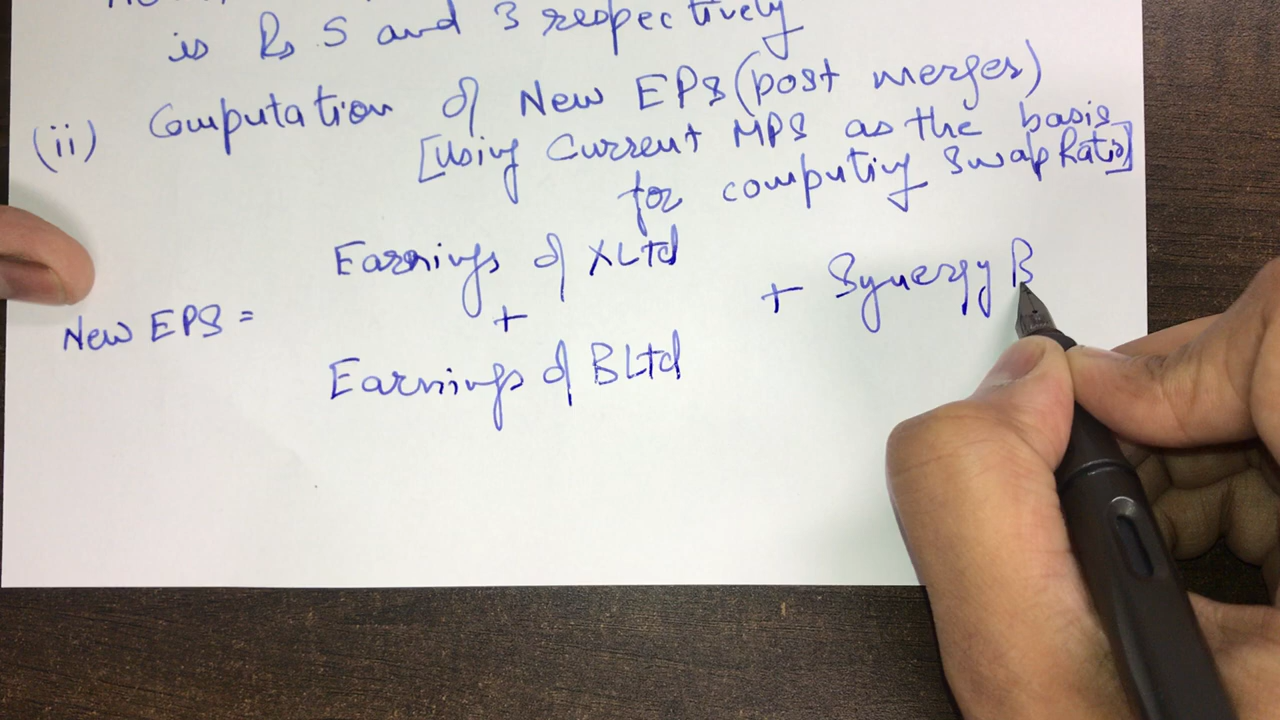 is Rs 5 and 3 respectively
(ii) Computation of New EPS (post merger)
[Using Current MPS as the basis
for computing Swap Ratio]
Earnings of X Ltd
+ Synergy B
New EPS =
+
Earnings of B Ltd